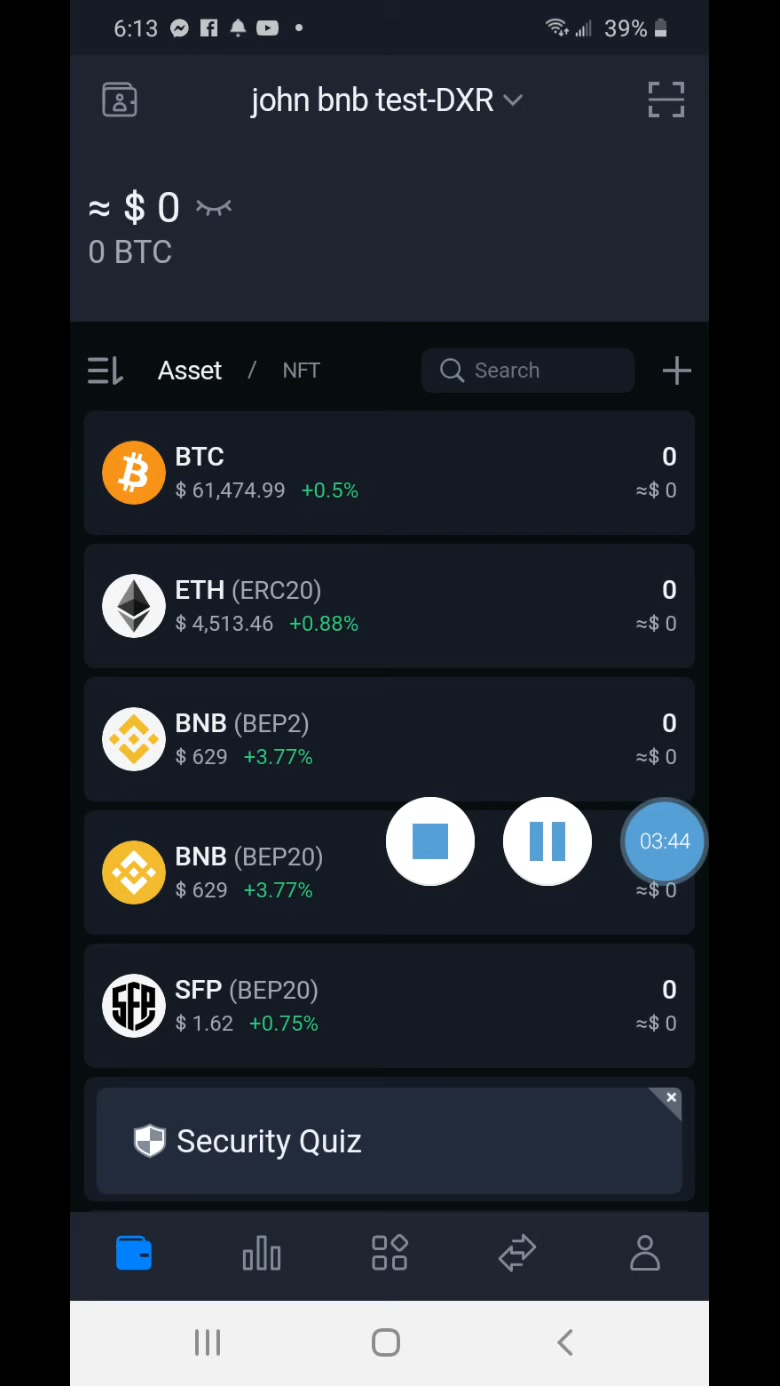 6:13 39%
john bnb test-DXR
≈ $ 0
0 BTC
Asset / NFT Search
BTC 0
$ 61,474.99 +0.5% ≈$ 0
ETH (ERC20) 0
$ 4,513.46 +0.88% ≈$ 0
BNB (BEP2) 0
$ 629 +3.77% ≈$ 0
BNB (BEP20)
03:44
$ 629 +3.77% ≈$ 0
SFP
SFP (BEP20) 0
$ 1.62 +0.75% ≈$ 0
Security Quiz